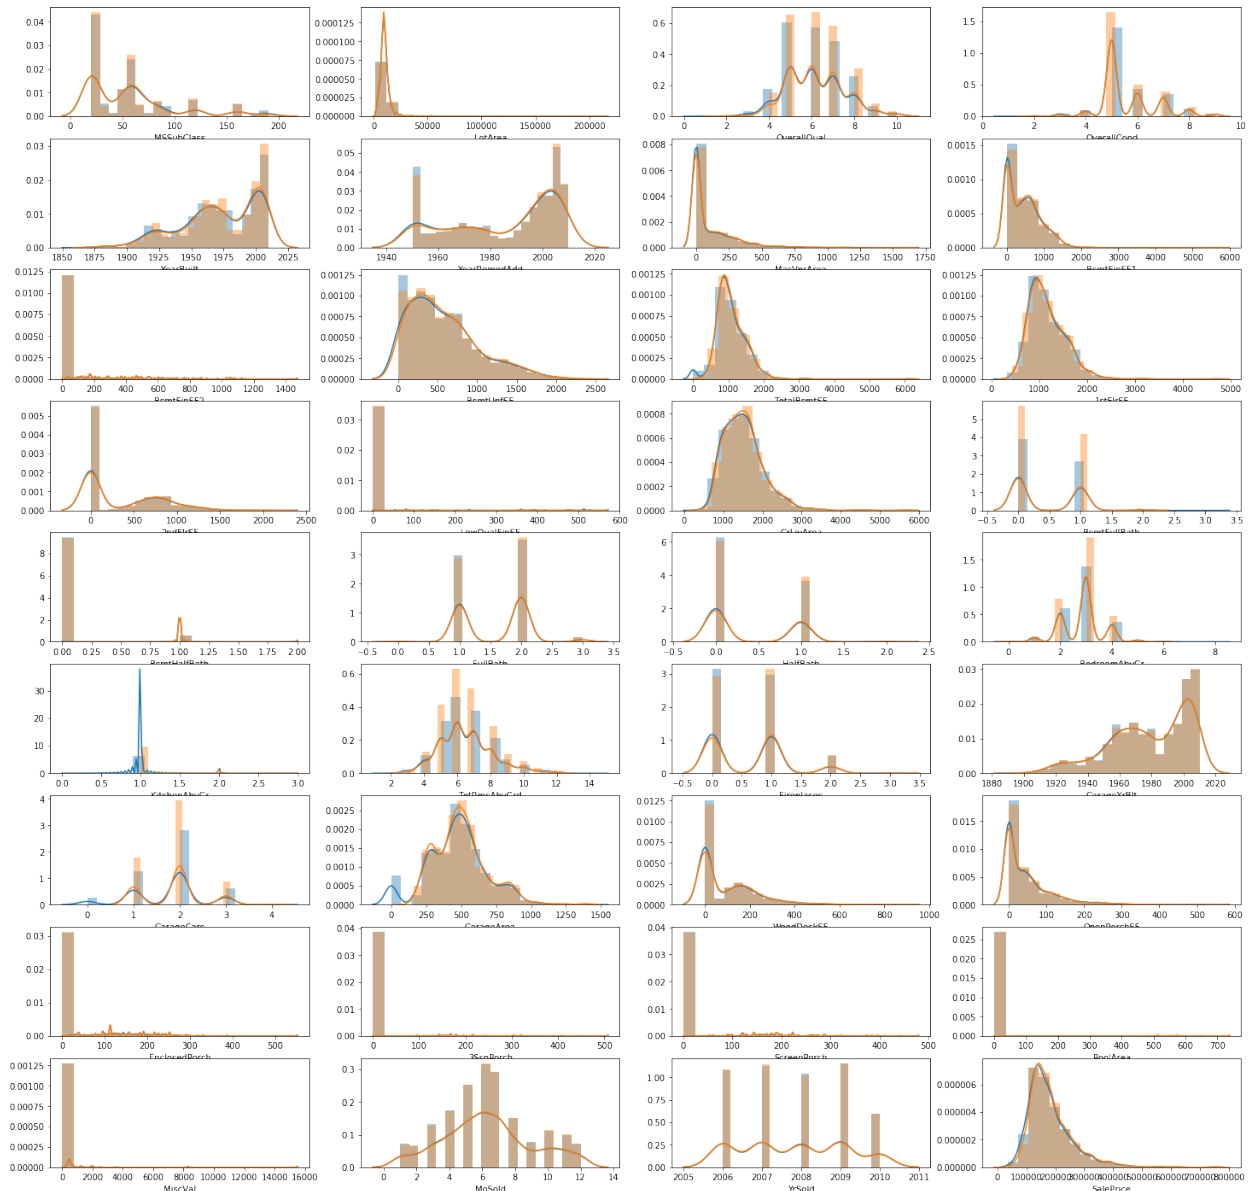 0.04
0.03
0.02
0.01
0.00
0 50 100 150 200
MSSubClass
0.000125
0.000100
0.000075
0.000050
0.000025
0.000000
0 50000 100000 150000 200000
LotArea
0.6
0.4
0.2
0.0
0 2 4 6 8 10
OverallQual
1.5
1.0
0.5
0.0
0 2 4 6 8 10
OverallCond
0.03
0.02
0.01
0.00
1850 1875 1900 1925 1950 1975 2000 2025
YearBuilt
0.05
0.04
0.03
0.02
0.01
0.00
1940 1960 1980 2000 2020
YearRemodAdd
0.008
0.006
0.004
0.002
0.000
0 250 500 750 1000 1250 1500 1750
MasVnrArea
0.0015
0.0010
0.0005
0.0000
0 1000 2000 3000 4000 5000 6000
BsmtFinSF1
0.0125
0.0100
0.0075
0.0050
0.0025
0.0000
0 200 400 600 800 1000 1200 1400
BsmtFinSF2
0.00125
0.00100
0.00075
0.00050
0.00025
0.00000
0 500 1000 1500 2000 2500
BsmtUnfSF
0.00125
0.00100
0.00075
0.00050
0.00025
0.00000
0 1000 2000 3000 4000 5000 6000
TotalBsmtSF
0.00125
0.00100
0.00075
0.00050
0.00025
0.00000
0 1000 2000 3000 4000 5000
1stFlrSF
0.005
0.004
0.003
0.002
0.001
0.000
0 500 1000 1500 2000 2500
2ndFlrSF
0.03
0.02
0.01
0.00
0 100 200 300 400 500 600
LowQualFinSF
0.0008
0.0006
0.0004
0.0002
0.0000
0 1000 2000 3000 4000 5000 6000
GrLivArea
5
4
3
2
1
0
−0.5 0.0 0.5 1.0 1.5 2.0 2.5 3.0 3.5
BsmtFullBath
8
6
4
2
0
0.00 0.25 0.50 0.75 1.00 1.25 1.50 1.75 2.00
BsmtHalfBath
3
2
1
0
−0.5 0.0 0.5 1.0 1.5 2.0 2.5 3.0 3.5
FullBath
6
4
2
0
−0.5 0.0 0.5 1.0 1.5 2.0 2.5
HalfBath
1.5
1.0
0.5
0.0
0 2 4 6 8
BedroomAbvGr
30
20
10
0
0.0 0.5 1.0 1.5 2.0 2.5 3.0
KitchenAbvGr
0.6
0.4
0.2
0.0
2 4 6 8 10 12 14
TotRmsAbvGrd
3
2
1
0
−0.5 0.0 0.5 1.0 1.5 2.0 2.5 3.0 3.5
Fireplaces
0.03
0.02
0.01
0.00
1880 1900 1920 1940 1960 1980 2000 2020
GarageYrBlt
4
3
2
1
0
0 1 2 3 4
GarageCars
0.0025
0.0020
0.0015
0.0010
0.0005
0.0000
0 250 500 750 1000 1250 1500
GarageArea
0.0125
0.0100
0.0075
0.0050
0.0025
0.0000
0 200 400 600 800 1000
WoodDeckSF
0.015
0.010
0.005
0.000
0 100 200 300 400 500 600
OpenPorchSF
0.03
0.02
0.01
0.00
0 100 200 300 400 500
EnclosedPorch
0.04
0.03
0.02
0.01
0.00
0 100 200 300 400 500
3SsnPorch
0.04
0.03
0.02
0.01
0.00
0 100 200 300 400 500
ScreenPorch
0.025
0.020
0.015
0.010
0.005
0.000
0 100 200 300 400 500 600 700
PoolArea
0.00125
0.00100
0.00075
0.00050
0.00025
0.00000
0 2000 4000 6000 8000 10000 12000 14000 16000
MiscVal
0.3
0.2
0.1
0.0
0 2 4 6 8 10 12 14
MoSold
1.00
0.75
0.50
0.25
0.00
2005 2006 2007 2008 2009 2010 2011
YrSold
0.000006
0.000004
0.000002
0.000000
0 100000 200000 300000 400000 500000 600000 700000 800000
SalePrice